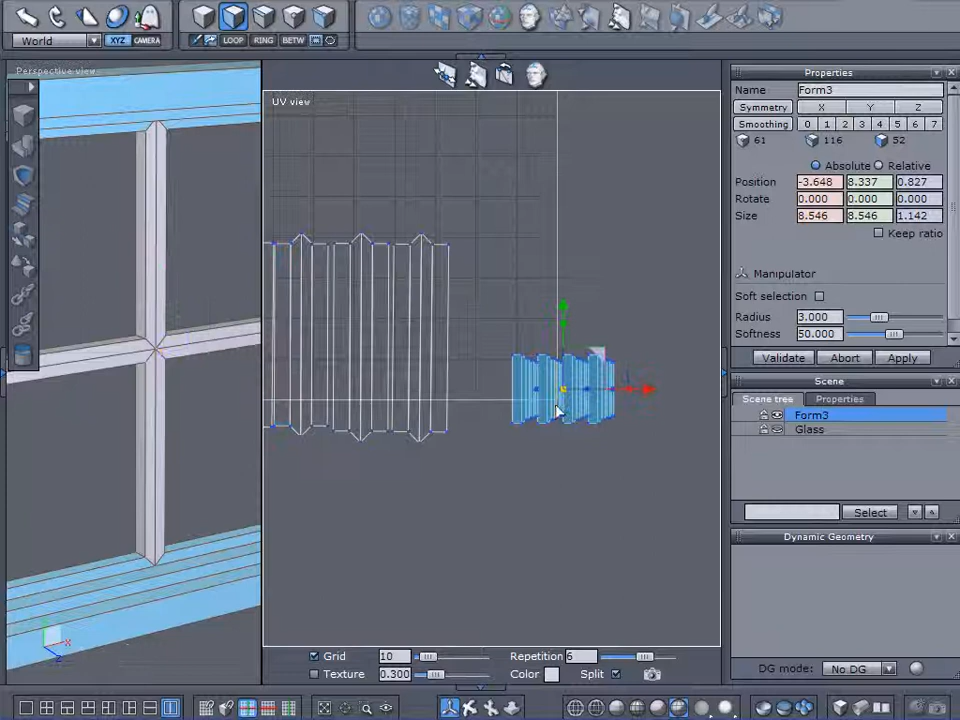 World
XYZ
CAMERA
LOOP
RING
BETW
Perspective view
UV view
Properties
Name
Form3
Symmetry
X
Y
Z
Smoothing
0
1
2
3
4
5
6
7
61
116
52
Absolute
Relative
Position
-3.648
8.337
0.827
Rotate
0.000
0.000
0.000
Size
8.546
8.546
1.142
Keep ratio
Manipulator
Soft selection
Radius
3.000
Softness
50.000
Validate
Abort
Apply
Scene
Scene tree
Properties
Form3
Glass
Select
Dynamic Geometry
DG mode:
No DG
Grid
10
Repetition
6
Texture
0.300
Color
Split